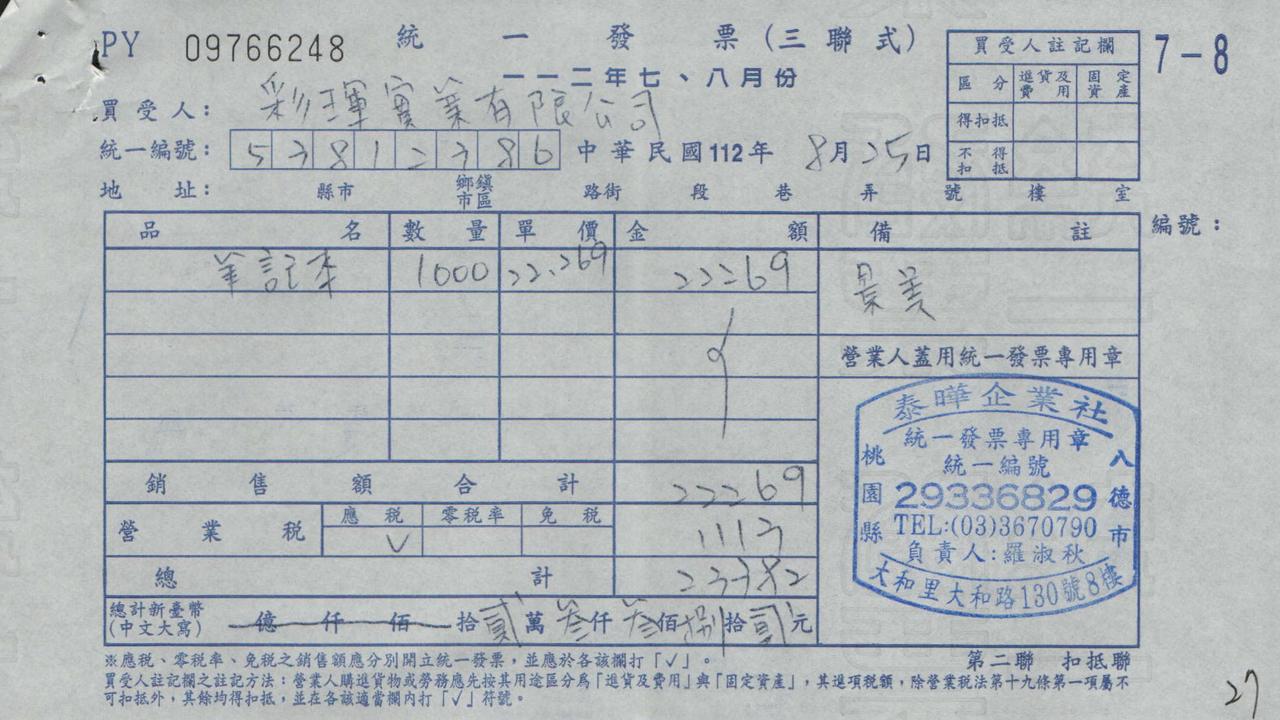 PY 09766248 統一發票(三聯式)
一一二年七、八月份
7-8
買受人註記欄
區分 進貨及費用 固定資產
得扣抵
不得扣抵
買受人: 彩琿實業有限公司
統一編號: 53812386 中華民國112年 8月25日
地址: 縣市 鄉鎮市區 路街 段 巷 弄 號 樓 室
品名 數量 單價 金額 備註 編號:
筆記本 1000 22.269 22269 景美
營業人蓋用統一發票專用章
泰曄企業社
統一發票專用章
統一編號
29336829
TEL:(03)3670790
負責人:羅淑秋
桃園縣
八德市
大和里大和路130號8樓
銷售額合計 22269
營業稅 應稅 零稅率 免稅 1113
V
總計 23382
總計新臺幣
(中文大寫) 億仟佰拾貳萬叁仟叁佰捌拾貳元
※應稅、零稅率、免稅之銷售額應分別開立統一發票,並應於各該欄打「✓」。 第二聯 扣抵聯
買受人註記欄之註記方法:營業人購進貨物或勞務應先按其用途區分為「進貨及費用」與「固定資產」,其進項稅額,除營業稅法第十九條第一項屬不
可扣抵外,其餘均得扣抵,並在各該適當欄內打「✓」符號。
27